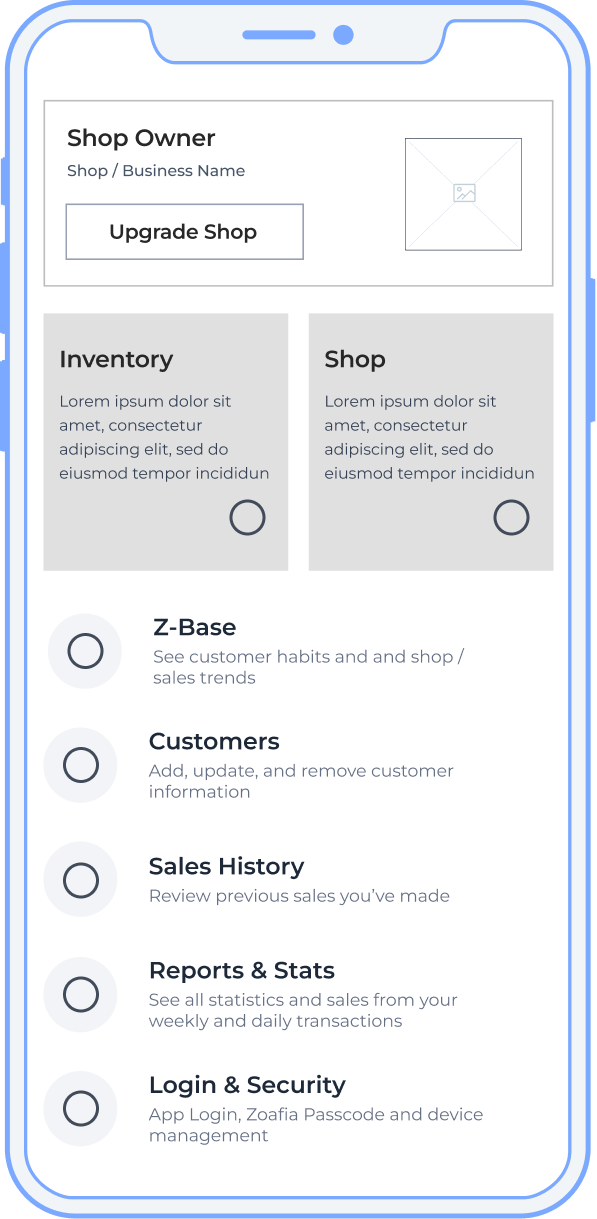 Shop Owner
Shop / Business Name
Upgrade Shop
Inventory
Lorem ipsum dolor sit
amet, consectetur
adipiscing elit, sed do
eiusmod tempor incididun
Shop
Lorem ipsum dolor sit
amet, consectetur
adipiscing elit, sed do
eiusmod tempor incididun
Z-Base
See customer habits and and shop /
sales trends
Customers
Add, update, and remove customer
information
Sales History
Review previous sales you’ve made
Reports & Stats
See all statistics and sales from your
weekly and daily transactions
Login & Security
App Login, Zoafia Passcode and device
management